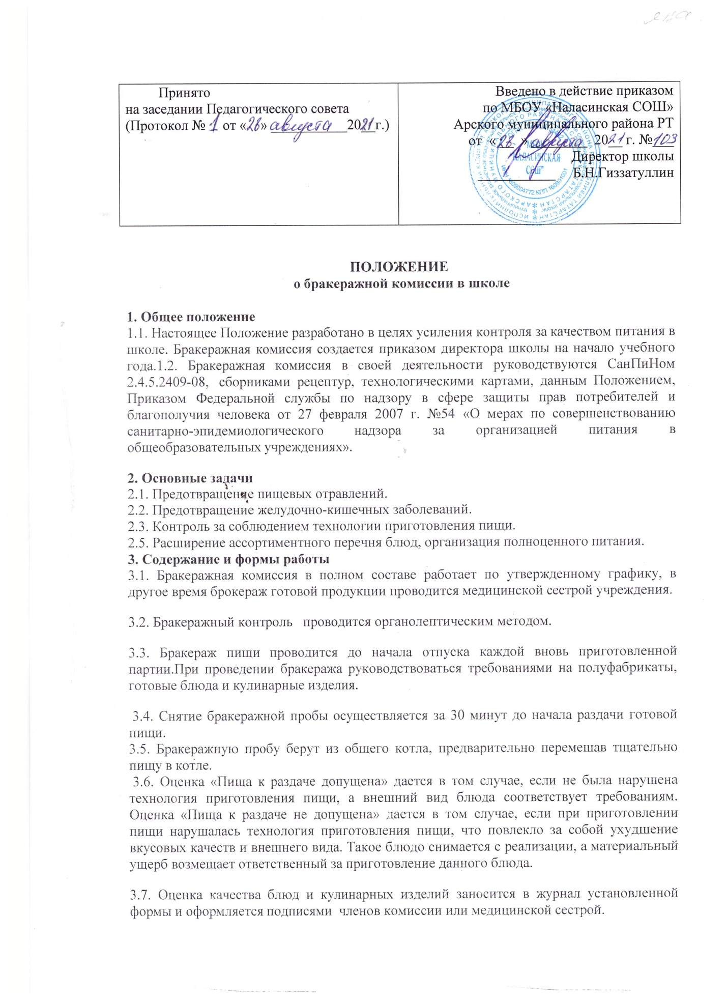 Принято
на заседании Педагогического совета
(Протокол № 1 от «26» августа 2021г.)
Введено в действие приказом
по МБОУ «Наласинская СОШ»
Арского муниципального района РТ
от « 28 » августа 2021 г. №103
Директор школы
Б.Н.Гиззатуллин
НАЛАСИНСКАЯ
СОШ"
ИНН 1609004772 КПП 160901001
ПОЛОЖЕНИЕ
о бракеражной комиссии в школе
1. Общее положение
1.1. Настоящее Положение разработано в целях усиления контроля за качеством питания в
школе. Бракеражная комиссия создается приказом директора школы на начало учебного
года.1.2. Бракеражная комиссия в своей деятельности руководствуются СанПиНом
2.4.5.2409-08, сборниками рецептур, технологическими картами, данным Положением,
Приказом Федеральной службы по надзору в сфере защиты прав потребителей и
благополучия человека от 27 февраля 2007 г. №54 «О мерах по совершенствованию
санитарно-эпидемиологического надзора за организацией питания в
общеобразовательных учреждениях».
2. Основные задачи
2.1. Предотвращение пищевых отравлений.
2.2. Предотвращение желудочно-кишечных заболеваний.
2.3. Контроль за соблюдением технологии приготовления пищи.
2.5. Расширение ассортиментного перечня блюд, организация полноценного питания.
3. Содержание и формы работы
3.1. Бракеражная комиссия в полном составе работает по утвержденному графику, в
другое время брокераж готовой продукции проводится медицинской сестрой учреждения.
3.2. Бракеражный контроль проводится органолептическим методом.
3.3. Бракераж пищи проводится до начала отпуска каждой вновь приготовленной
партии.При проведении бракеража руководствоваться требованиями на полуфабрикаты,
готовые блюда и кулинарные изделия.
3.4. Снятие бракеражной пробы осуществляется за 30 минут до начала раздачи готовой
пищи.
3.5. Бракеражную пробу берут из общего котла, предварительно перемешав тщательно
пищу в котле.
3.6. Оценка «Пища к раздаче допущена» дается в том случае, если не была нарушена
технология приготовления пищи, а внешний вид блюда соответствует требованиям.
Оценка «Пища к раздаче не допущена» дается в том случае, если при приготовлении
пищи нарушалась технология приготовления пищи, что повлекло за собой ухудшение
вкусовых качеств и внешнего вида. Такое блюдо снимается с реализации, а материальный
ущерб возмещает ответственный за приготовление данного блюда.
3.7. Оценка качества блюд и кулинарных изделий заносится в журнал установленной
формы и оформляется подписями членов комиссии или медицинской сестрой.